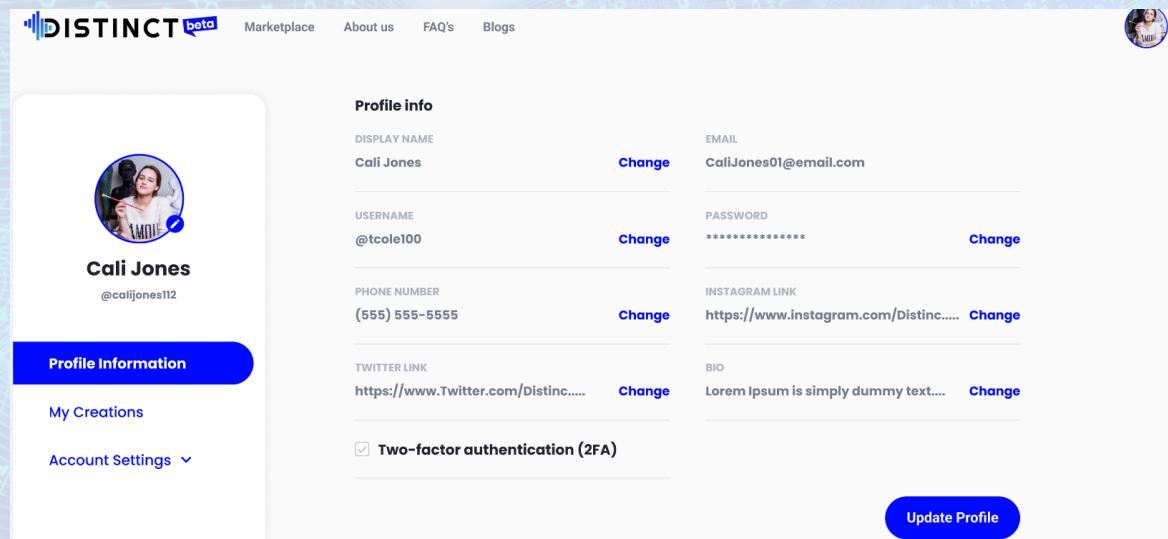 DISTINCT beta Marketplace About us FAQ's Blogs
Cali Jones
@calijones112
Profile Information
My Creations
Account Settings
Profile info
DISPLAY NAME
Cali Jones Change
EMAIL
CaliJones01@email.com
USERNAME
@tcole100 Change
PASSWORD
*************** Change
PHONE NUMBER
(555) 555-5555 Change
INSTAGRAM LINK
https://www.instagram.com/Distinc..... Change
TWITTER LINK
https://www.Twitter.com/Distinc..... Change
BIO
Lorem Ipsum is simply dummy text.... Change
Two-factor authentication (2FA)
Update Profile